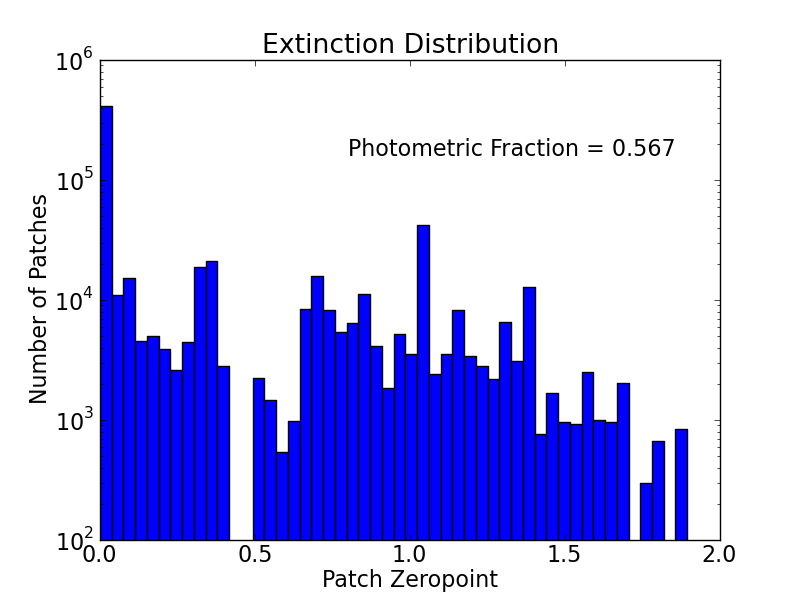 Extinction Distribution
Photometric Fraction = 0.567
Number of Patches
10^6
10^5
10^4
10^3
10^2
0.0 0.5 1.0 1.5 2.0
Patch Zeropoint